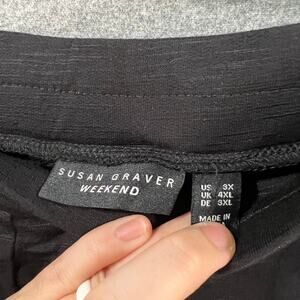 SUSAN GRAVER
WEEKEND
US 3X
UK 4XL
DE 3XL
MADE IN